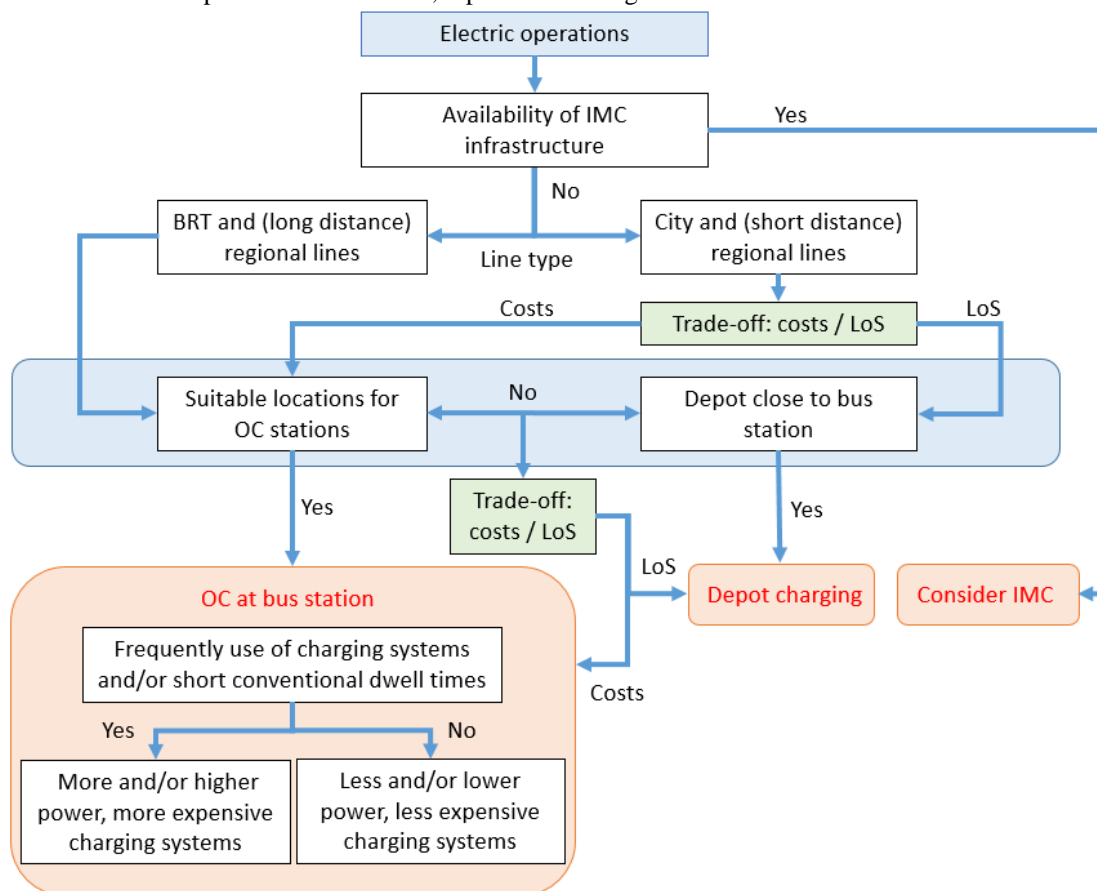 Electric operations
Availability of IMC
infrastructure
Yes
No
BRT and (long distance)
regional lines
Line type
City and (short distance)
regional lines
Costs
Trade-off: costs / LoS
LoS
Suitable locations for
OC stations
No
Depot close to bus
station
Yes
Trade-off:
costs / LoS
Yes
LoS
OC at bus station
Depot charging
Consider IMC
Frequently use of charging systems
and/or short conventional dwell times
Costs
Yes
No
More and/or higher
power, more expensive
charging systems
Less and/or lower
power, less expensive
charging systems